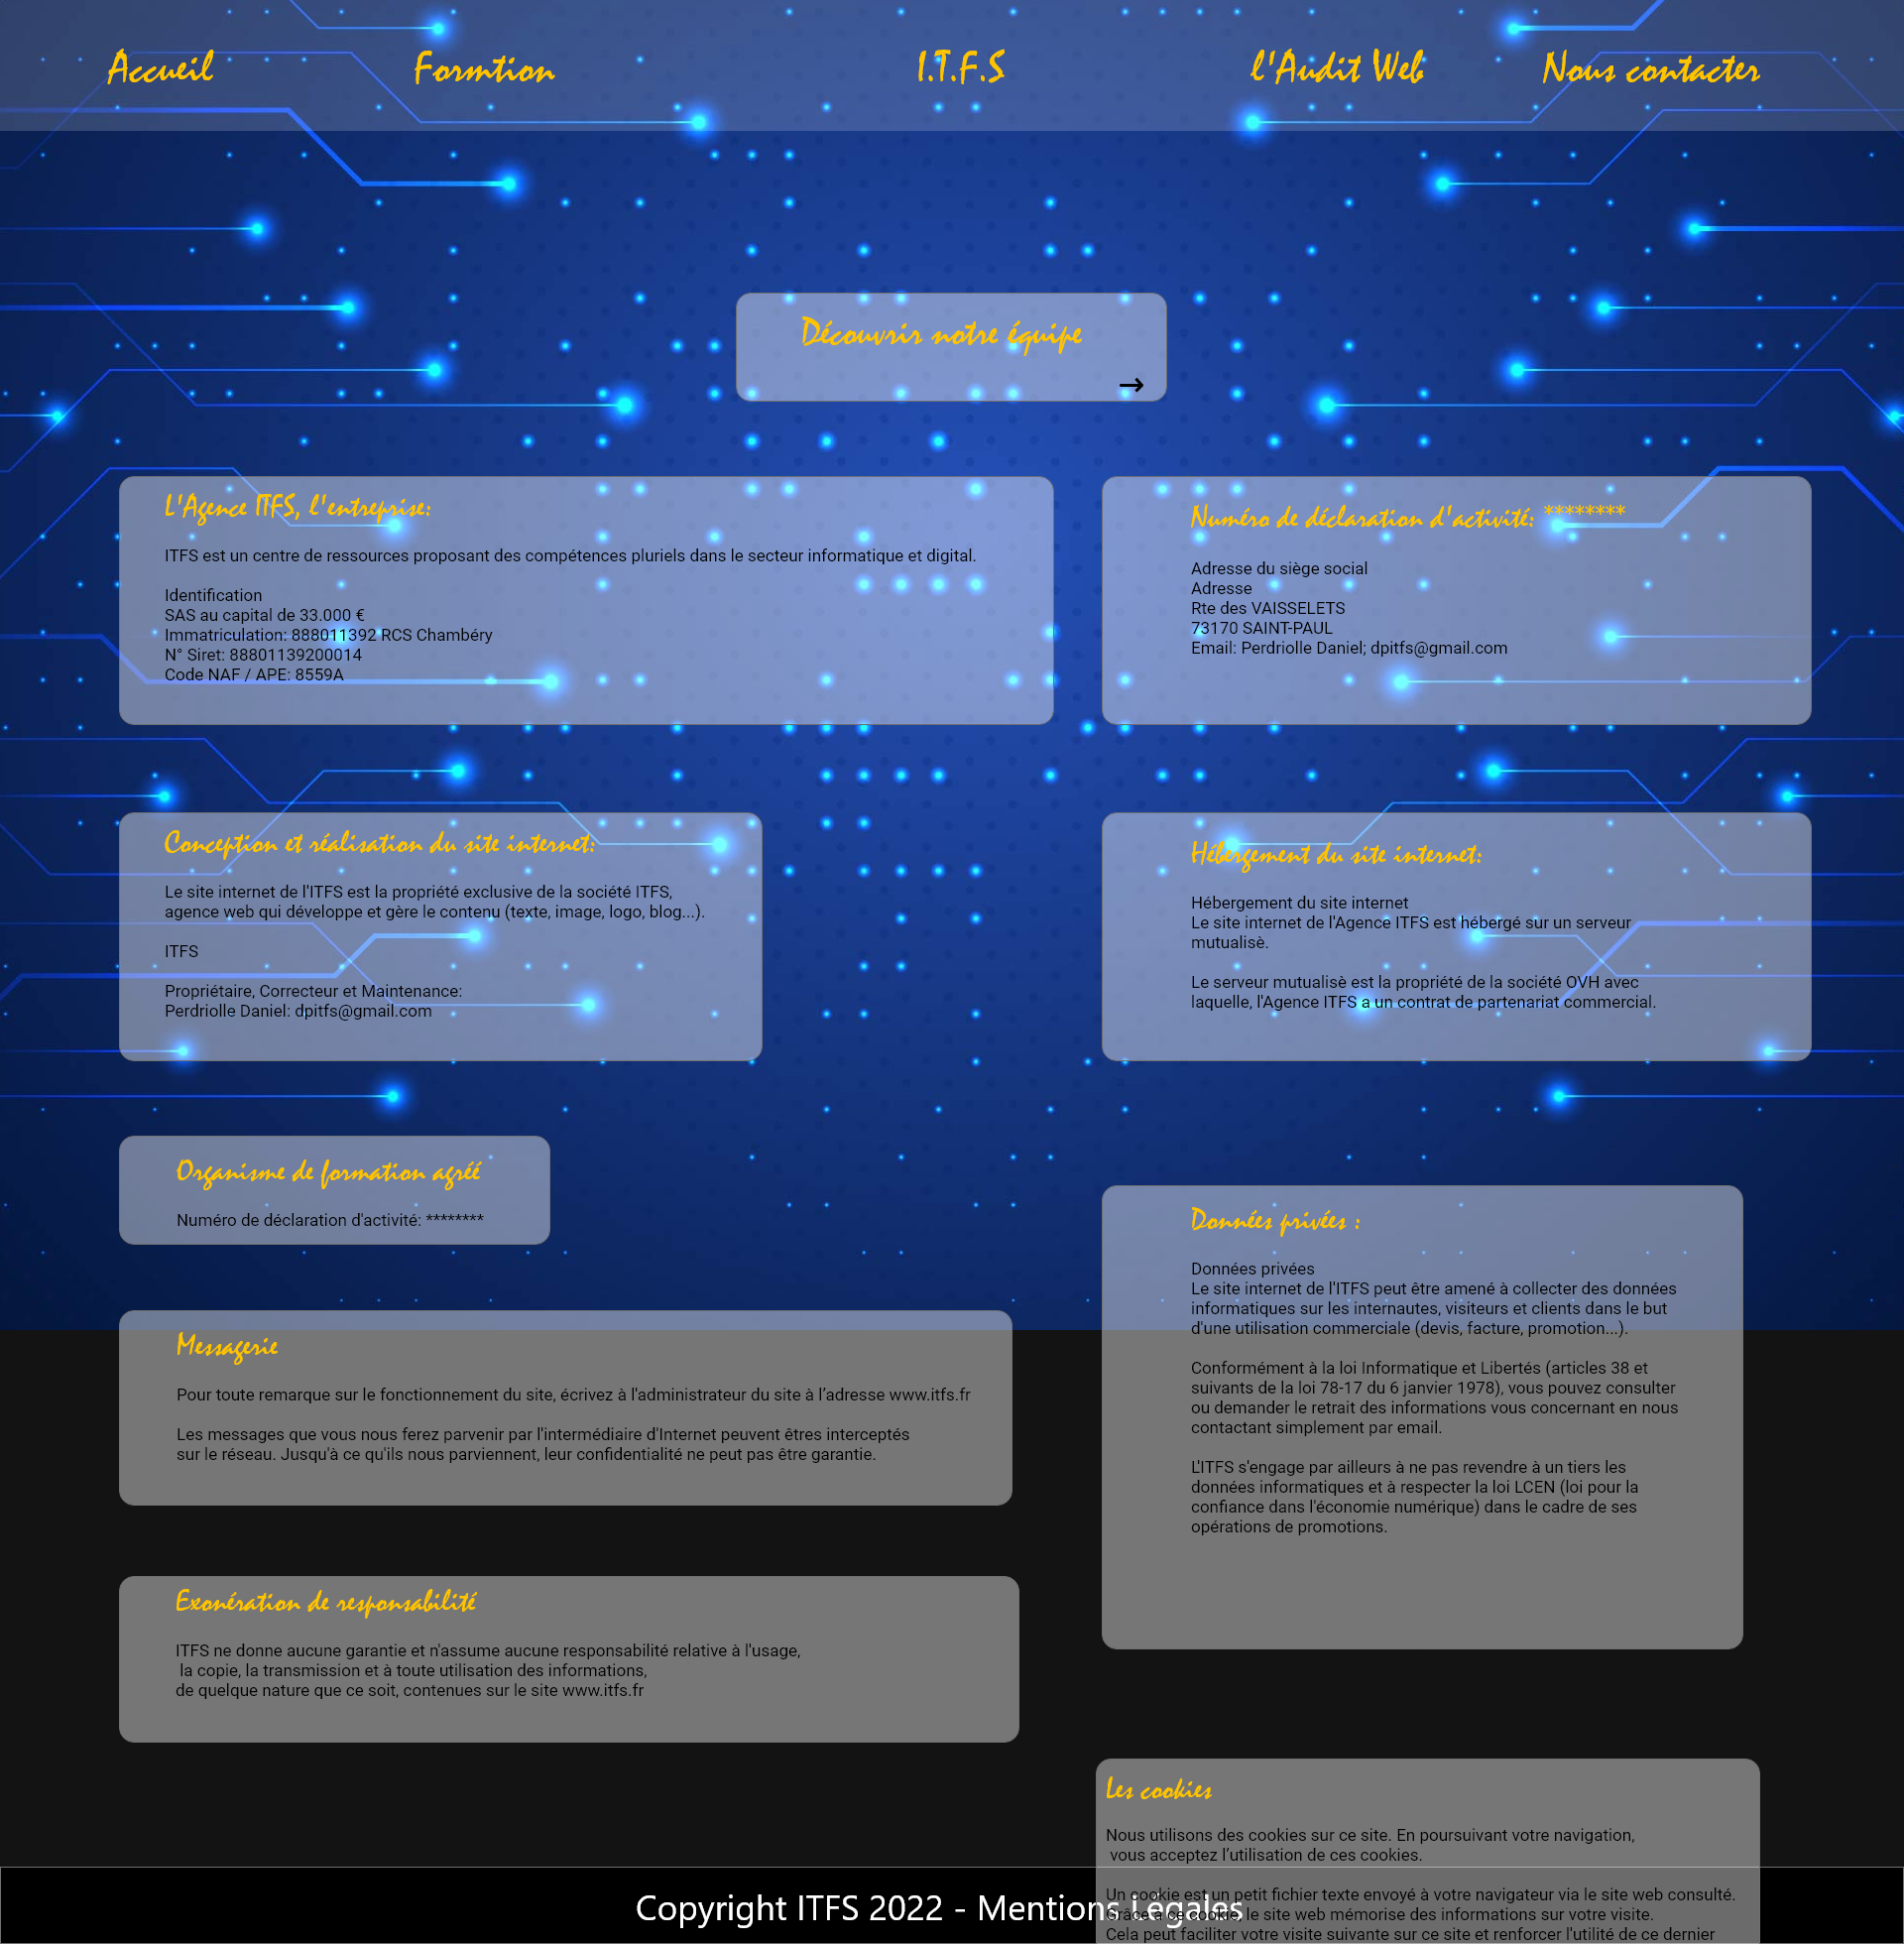 Accueil
Formtion
I.T.F.S
l'Audit Web
Nous contacter
Découvrir notre équipe
→
L'Agence ITFS, l'entreprise:
ITFS est un centre de ressources proposant des compétences pluriels dans le secteur informatique et digital.
Identification
SAS au capital de 33.000 €
Immatriculation: 888011392 RCS Chambéry
N° Siret: 88801139200014
Code NAF / APE: 8559A
Numéro de déclaration d'activité: ********
Adresse du siège social
Adresse
Rte des VAISSELETS
73170 SAINT-PAUL
Email: Perdriolle Daniel; dpitfs@gmail.com
Conception et réalisation du site internet:
Le site internet de l'ITFS est la propriété exclusive de la société ITFS,
agence web qui développe et gère le contenu (texte, image, logo, blog...).
ITFS
Propriétaire, Correcteur et Maintenance:
Perdriolle Daniel: dpitfs@gmail.com
Hébergement du site internet:
Hébergement du site internet
Le site internet de l'Agence ITFS est hébergé sur un serveur
mutualisè.
Le serveur mutualisè est la propriété de la société OVH avec
laquelle, l'Agence ITFS a un contrat de partenariat commercial.
Organisme de formation agréé
Numéro de déclaration d'activité: ********
Données privées :
Données privées
Le site internet de l'ITFS peut être amené à collecter des données
informatiques sur les internautes, visiteurs et clients dans le but
d'une utilisation commerciale (devis, facture, promotion...).
Conformément à la loi Informatique et Libertés (articles 38 et
suivants de la loi 78-17 du 6 janvier 1978), vous pouvez consulter
ou demander le retrait des informations vous concernant en nous
contactant simplement par email.
L'ITFS s'engage par ailleurs à ne pas revendre à un tiers les
données informatiques et à respecter la loi LCEN (loi pour la
confiance dans l'économie numérique) dans le cadre de ses
opérations de promotions.
Messagerie
Pour toute remarque sur le fonctionnement du site, écrivez à l'administrateur du site à l’adresse www.itfs.fr
Les messages que vous nous ferez parvenir par l'intermédiaire d'Internet peuvent êtres interceptés
sur le réseau. Jusqu'à ce qu'ils nous parviennent, leur confidentialité ne peut pas être garantie.
Exonération de responsabilité
ITFS ne donne aucune garantie et n'assume aucune responsabilité relative à l'usage,
la copie, la transmission et à toute utilisation des informations,
de quelque nature que ce soit, contenues sur le site www.itfs.fr
Les cookies
Nous utilisons des cookies sur ce site. En poursuivant votre navigation,
vous acceptez l’utilisation de ces cookies.
Un cookie est un petit fichier texte envoyé à votre navigateur via le site web consulté.
Grâce à ce cookie, le site web mémorise des informations sur votre visite.
Cela peut faciliter votre visite suivante sur ce site et renforcer l'utilité de ce dernier
Copyright ITFS 2022 - Mentions Légales